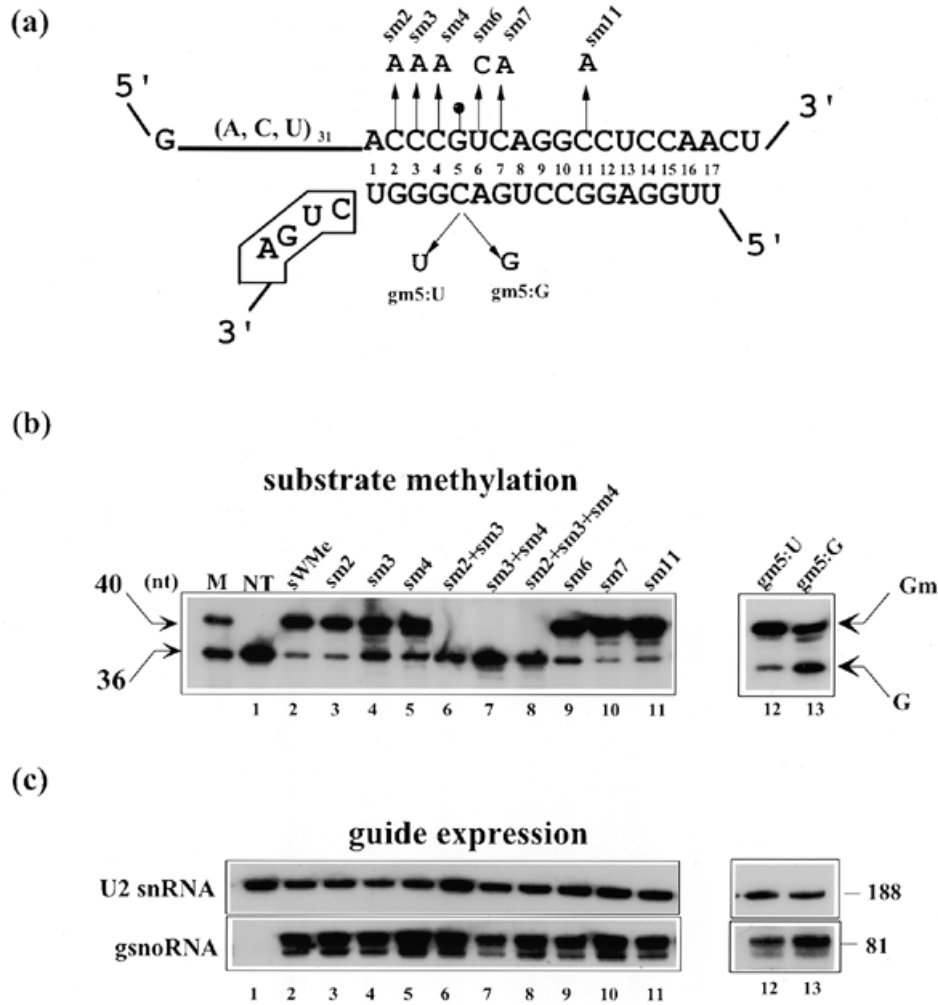 (a)
sm2 sm3 sm4 sm6 sm7 sm11
A A A C A A
5'
3'
G (A, C, U) 31 ACCCGUCAGGCCUCCAACU
1 2 3 4 5 6 7 8 9 10 11 12 13 14 15 16 17
UGGGCAGUCCGGAGGUU
AGUC
5'
U G
gm5:U gm5:G
3'
(b)
substrate methylation
40 (nt) M NT sWMe sm2 sm3 sm4 sm2+sm3 sm3+sm4 sm2+sm3+sm4 sm6 sm7 sm11 gm5:U gm5:G Gm
36 G
1 2 3 4 5 6 7 8 9 10 11 12 13
(c)
guide expression
U2 snRNA 188
gsnoRNA 81
1 2 3 4 5 6 7 8 9 10 11 12 13